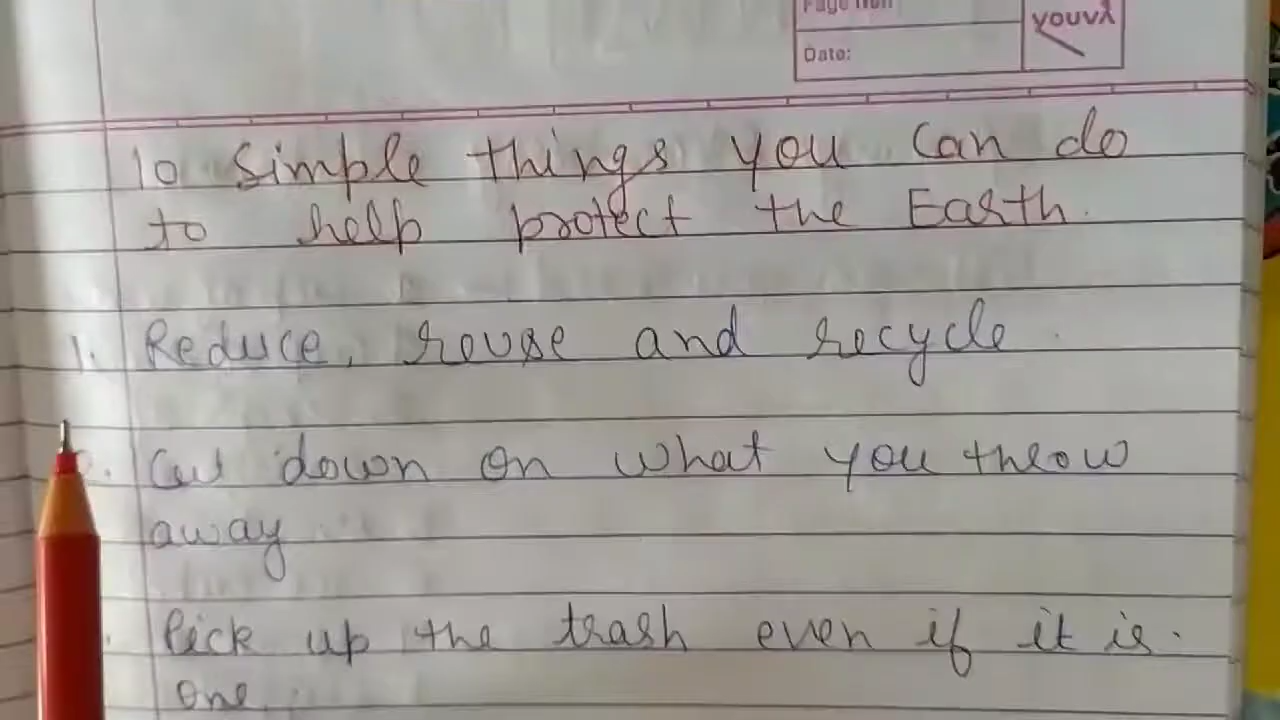 Page No.:
Date:
YOUVA
10 Simple things you can do
to help protect the Earth.
1. Reduce, reuse and recycle.
2. Cut down on what you throw
away
Pick up the trash even if it is.
one.